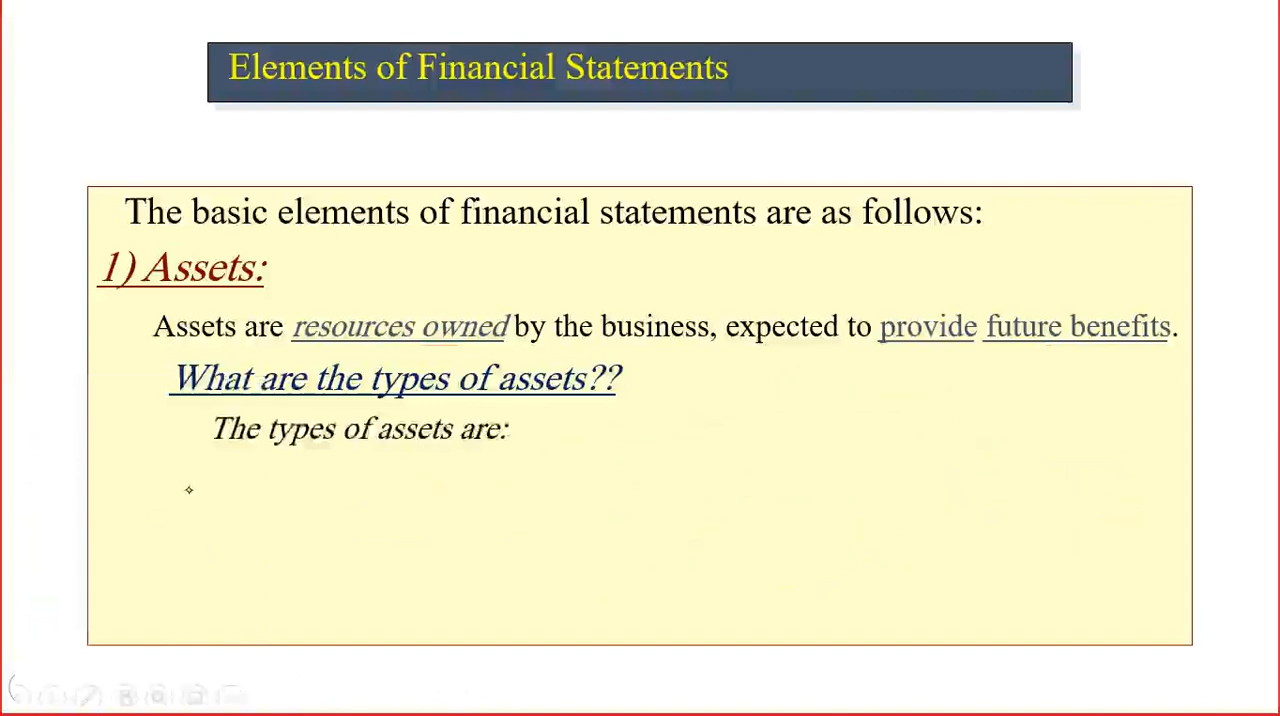 Elements of Financial Statements
The basic elements of financial statements are as follows:
1) Assets:
Assets are resources owned by the business, expected to provide future benefits.
What are the types of assets??
The types of assets are: